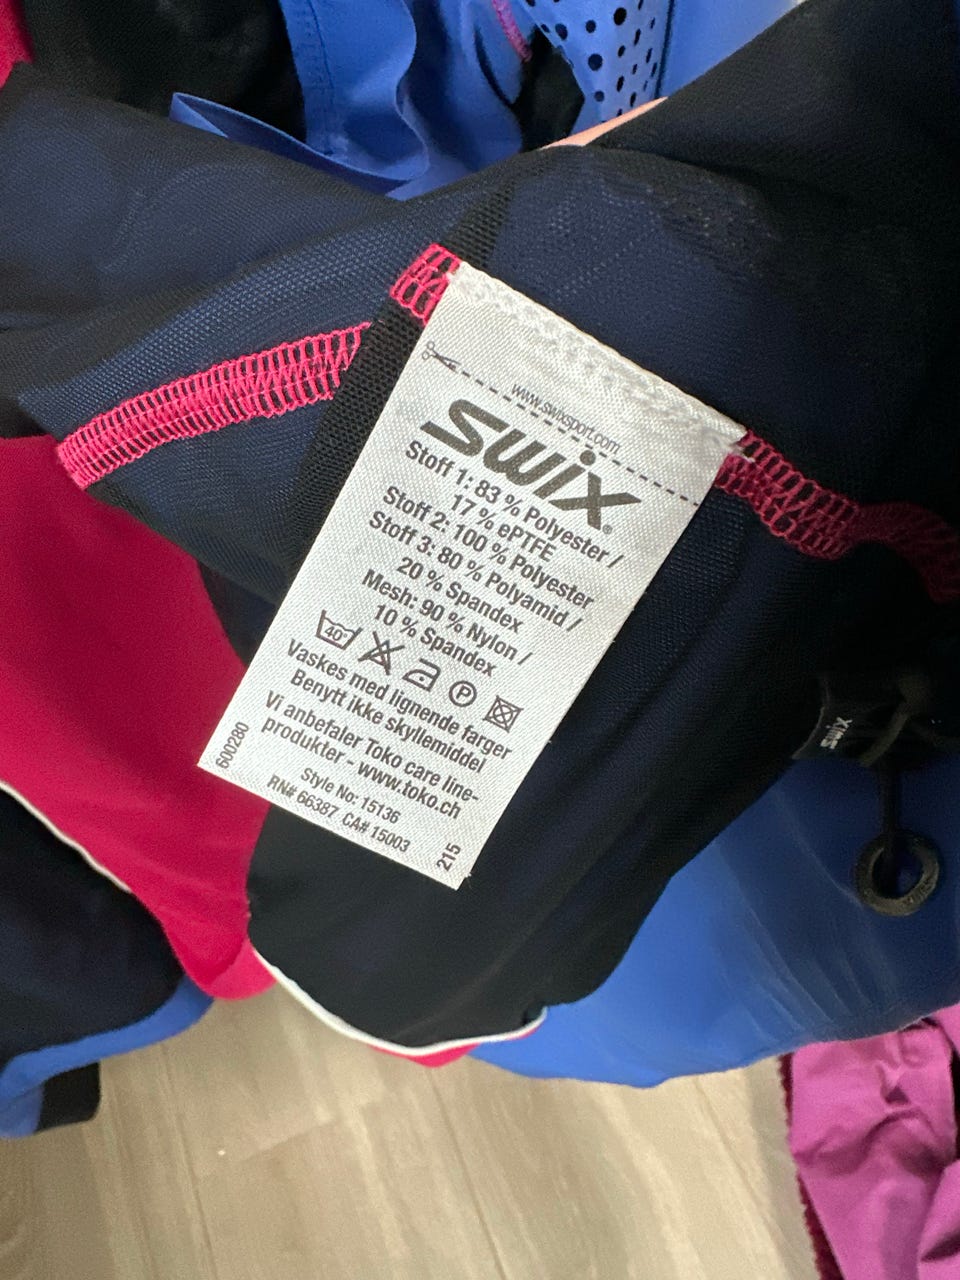 www.swixsport.com
swix®
Stoff 1: 83 % Polyester /
17 % ePTFE
Stoff 2: 100 % Polyester
Stoff 3: 80 % Polyamid /
20 % Spandex
Mesh: 90 % Nylon /
10 % Spandex
40° P
Vaskes med lignende farger
Benytt ikke skyllemiddel
Vi anbefaler Toko care line-
produkter - www.toko.ch
Style No: 15136
RN# 66387 CA# 15003
600280
215
swix